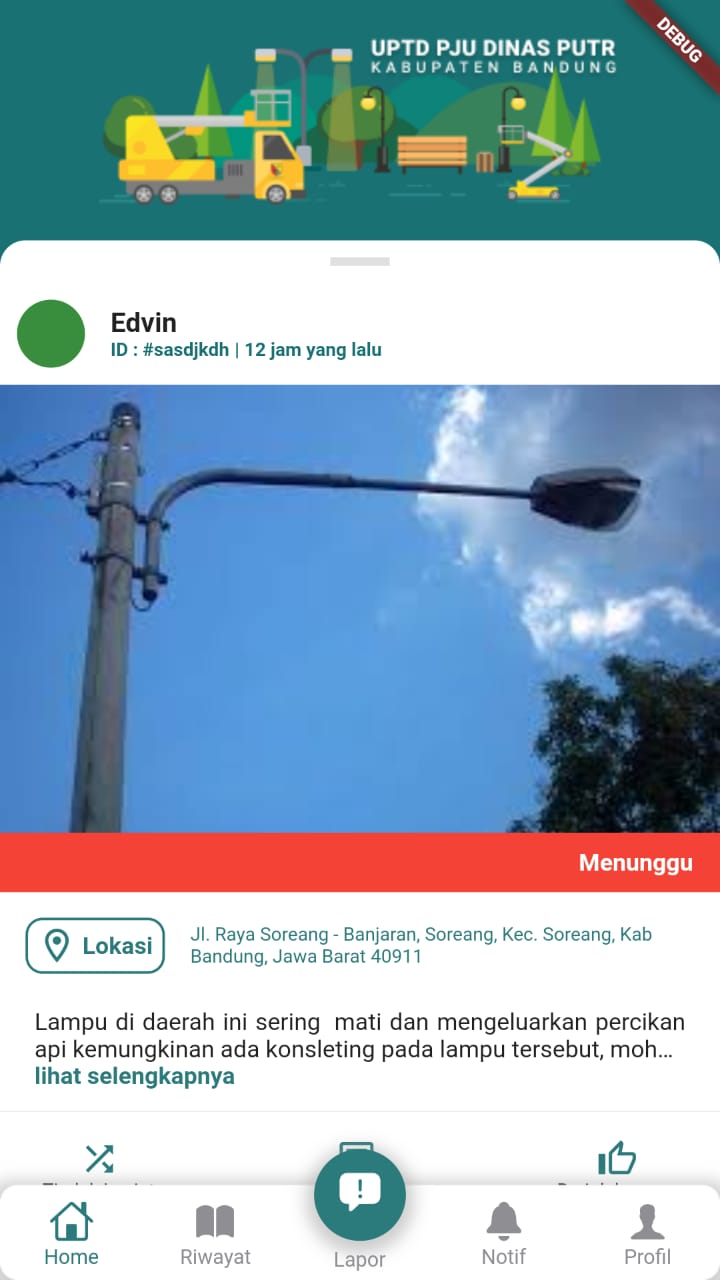 UPTD PJU DINAS PUTR
KABUPATEN BANDUNG
DEBUG
Edvin
ID : #sasdjkdh | 12 jam yang lalu
Menunggu
Lokasi
Jl. Raya Soreang - Banjaran, Soreang, Kec. Soreang, Kab
Bandung, Jawa Barat 40911
Lampu di daerah ini sering mati dan mengeluarkan percikan
api kemungkinan ada konsleting pada lampu tersebut, moh...
lihat selengkapnya
Home
Riwayat
Lapor
Notif
Profil